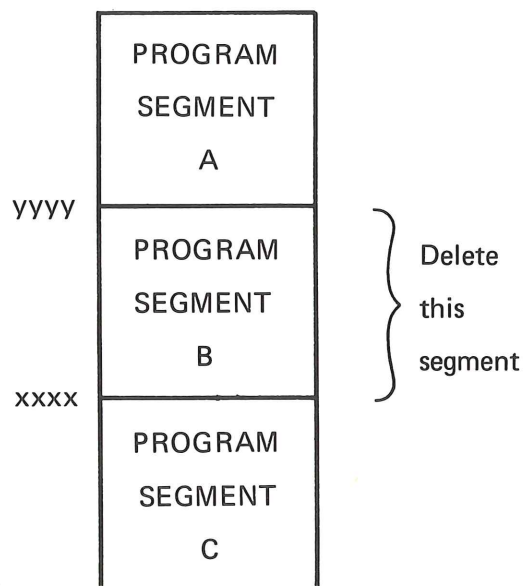 PROGRAM
SEGMENT
A
yyyy
PROGRAM
SEGMENT
B
Delete
this
segment
xxxx
PROGRAM
SEGMENT
C